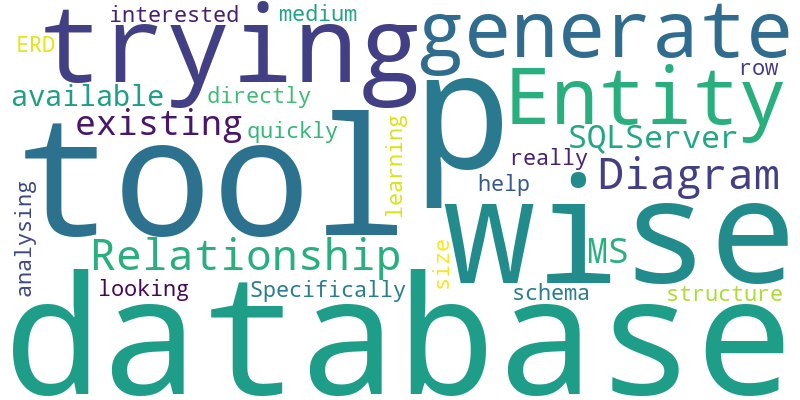 interested
medium
generate
trying
ERD
row
available
directly
p
Entity
existing
quickly
SQLServer
learning
tool
really
Diagram
help
analysing
wise
Relationship
MS
size
looking
Specifically
schema
structure
database